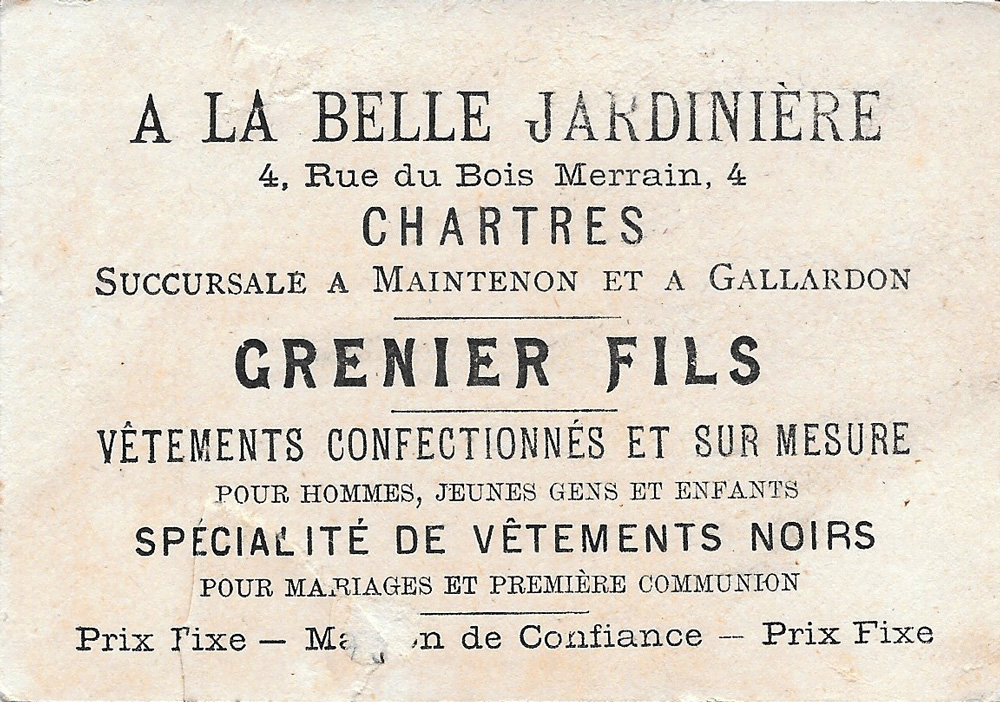 A LA BELLE JARDINIÈRE
4, Rue du Bois Merrain, 4
CHARTRES
SUCCURSALE A MAINTENON ET A GALLARDON
GRENIER FILS
VÊTEMENTS CONFECTIONNÉS ET SUR MESURE
POUR HOMMES, JEUNES GENS ET ENFANTS
SPÉCIALITÉ DE VÊTEMENTS NOIRS
POUR MARIAGES ET PREMIÈRE COMMUNION
Prix Fixe — de Confiance — Prix Fixe